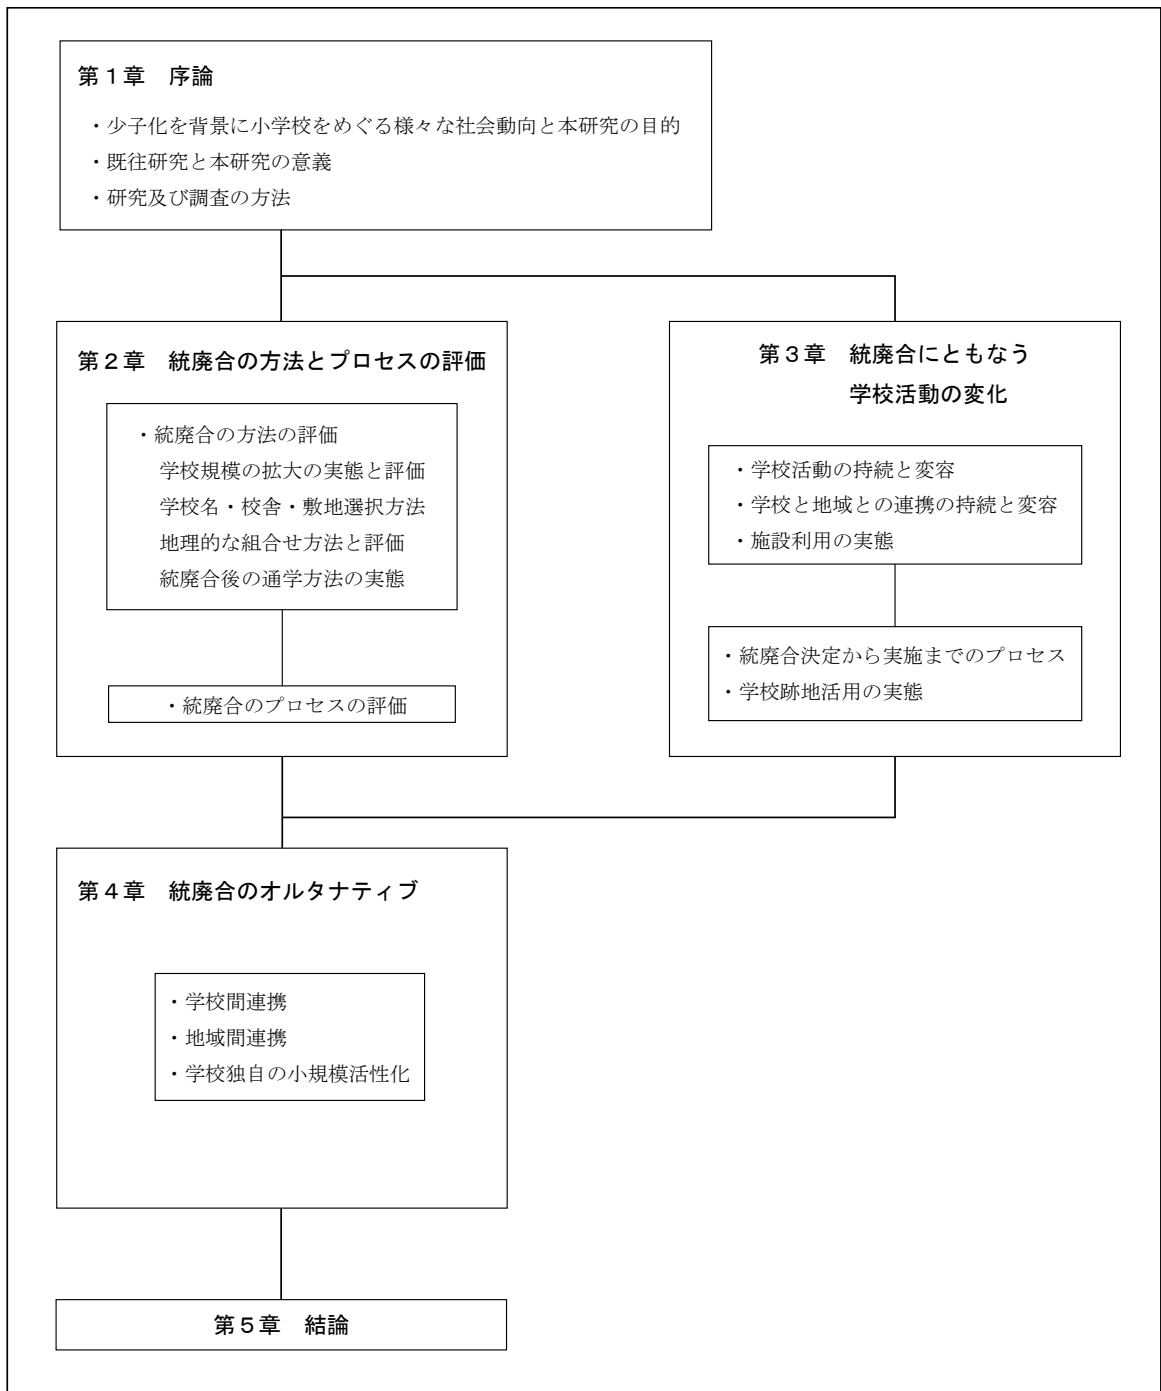 第１章　序論
・少子化を背景に小学校をめぐる様々な社会動向と本研究の目的
・既往研究と本研究の意義
・研究及び調査の方法
第２章　統廃合の方法とプロセスの評価
・統廃合の方法の評価
学校規模の拡大の実態と評価
学校名・校舎・敷地選択方法
地理的な組合せ方法と評価
統廃合後の通学方法の実態
・統廃合のプロセスの評価
第３章　統廃合にともなう
学校活動の変化
・学校活動の持続と変容
・学校と地域との連携の持続と変容
・施設利用の実態
・統廃合決定から実施までのプロセス
・学校跡地活用の実態
第４章　統廃合のオルタナティブ
・学校間連携
・地域間連携
・学校独自の小規模活性化
第５章　結論